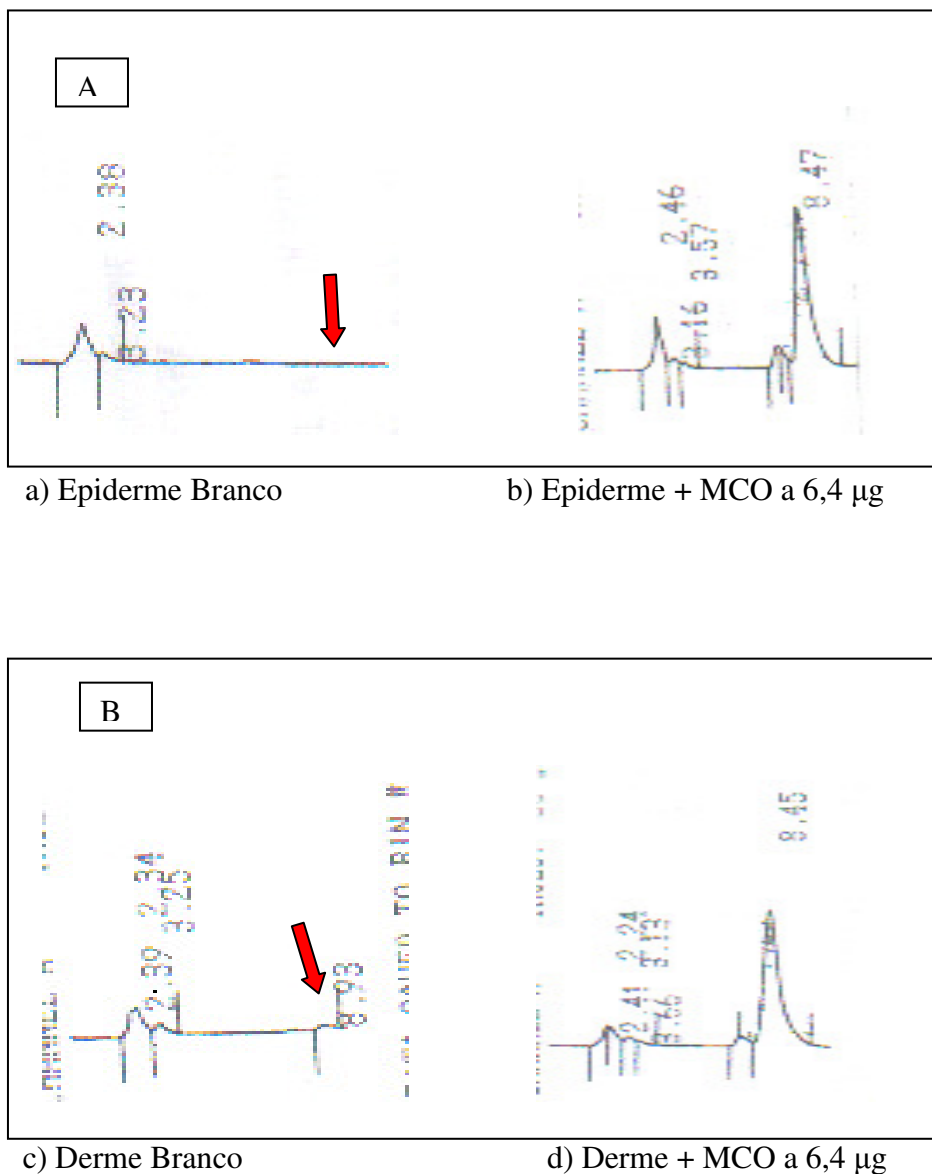 A
2.38
3.23
2.46
3.16
3.57
8.47
a) Epiderme Branco
b) Epiderme + MCO a 6,4 μg
B
2.34
3.25
8.93
2.24
2.41
3.13
3.66
8.45
c) Derme Branco
d) Derme + MCO a 6,4 μg